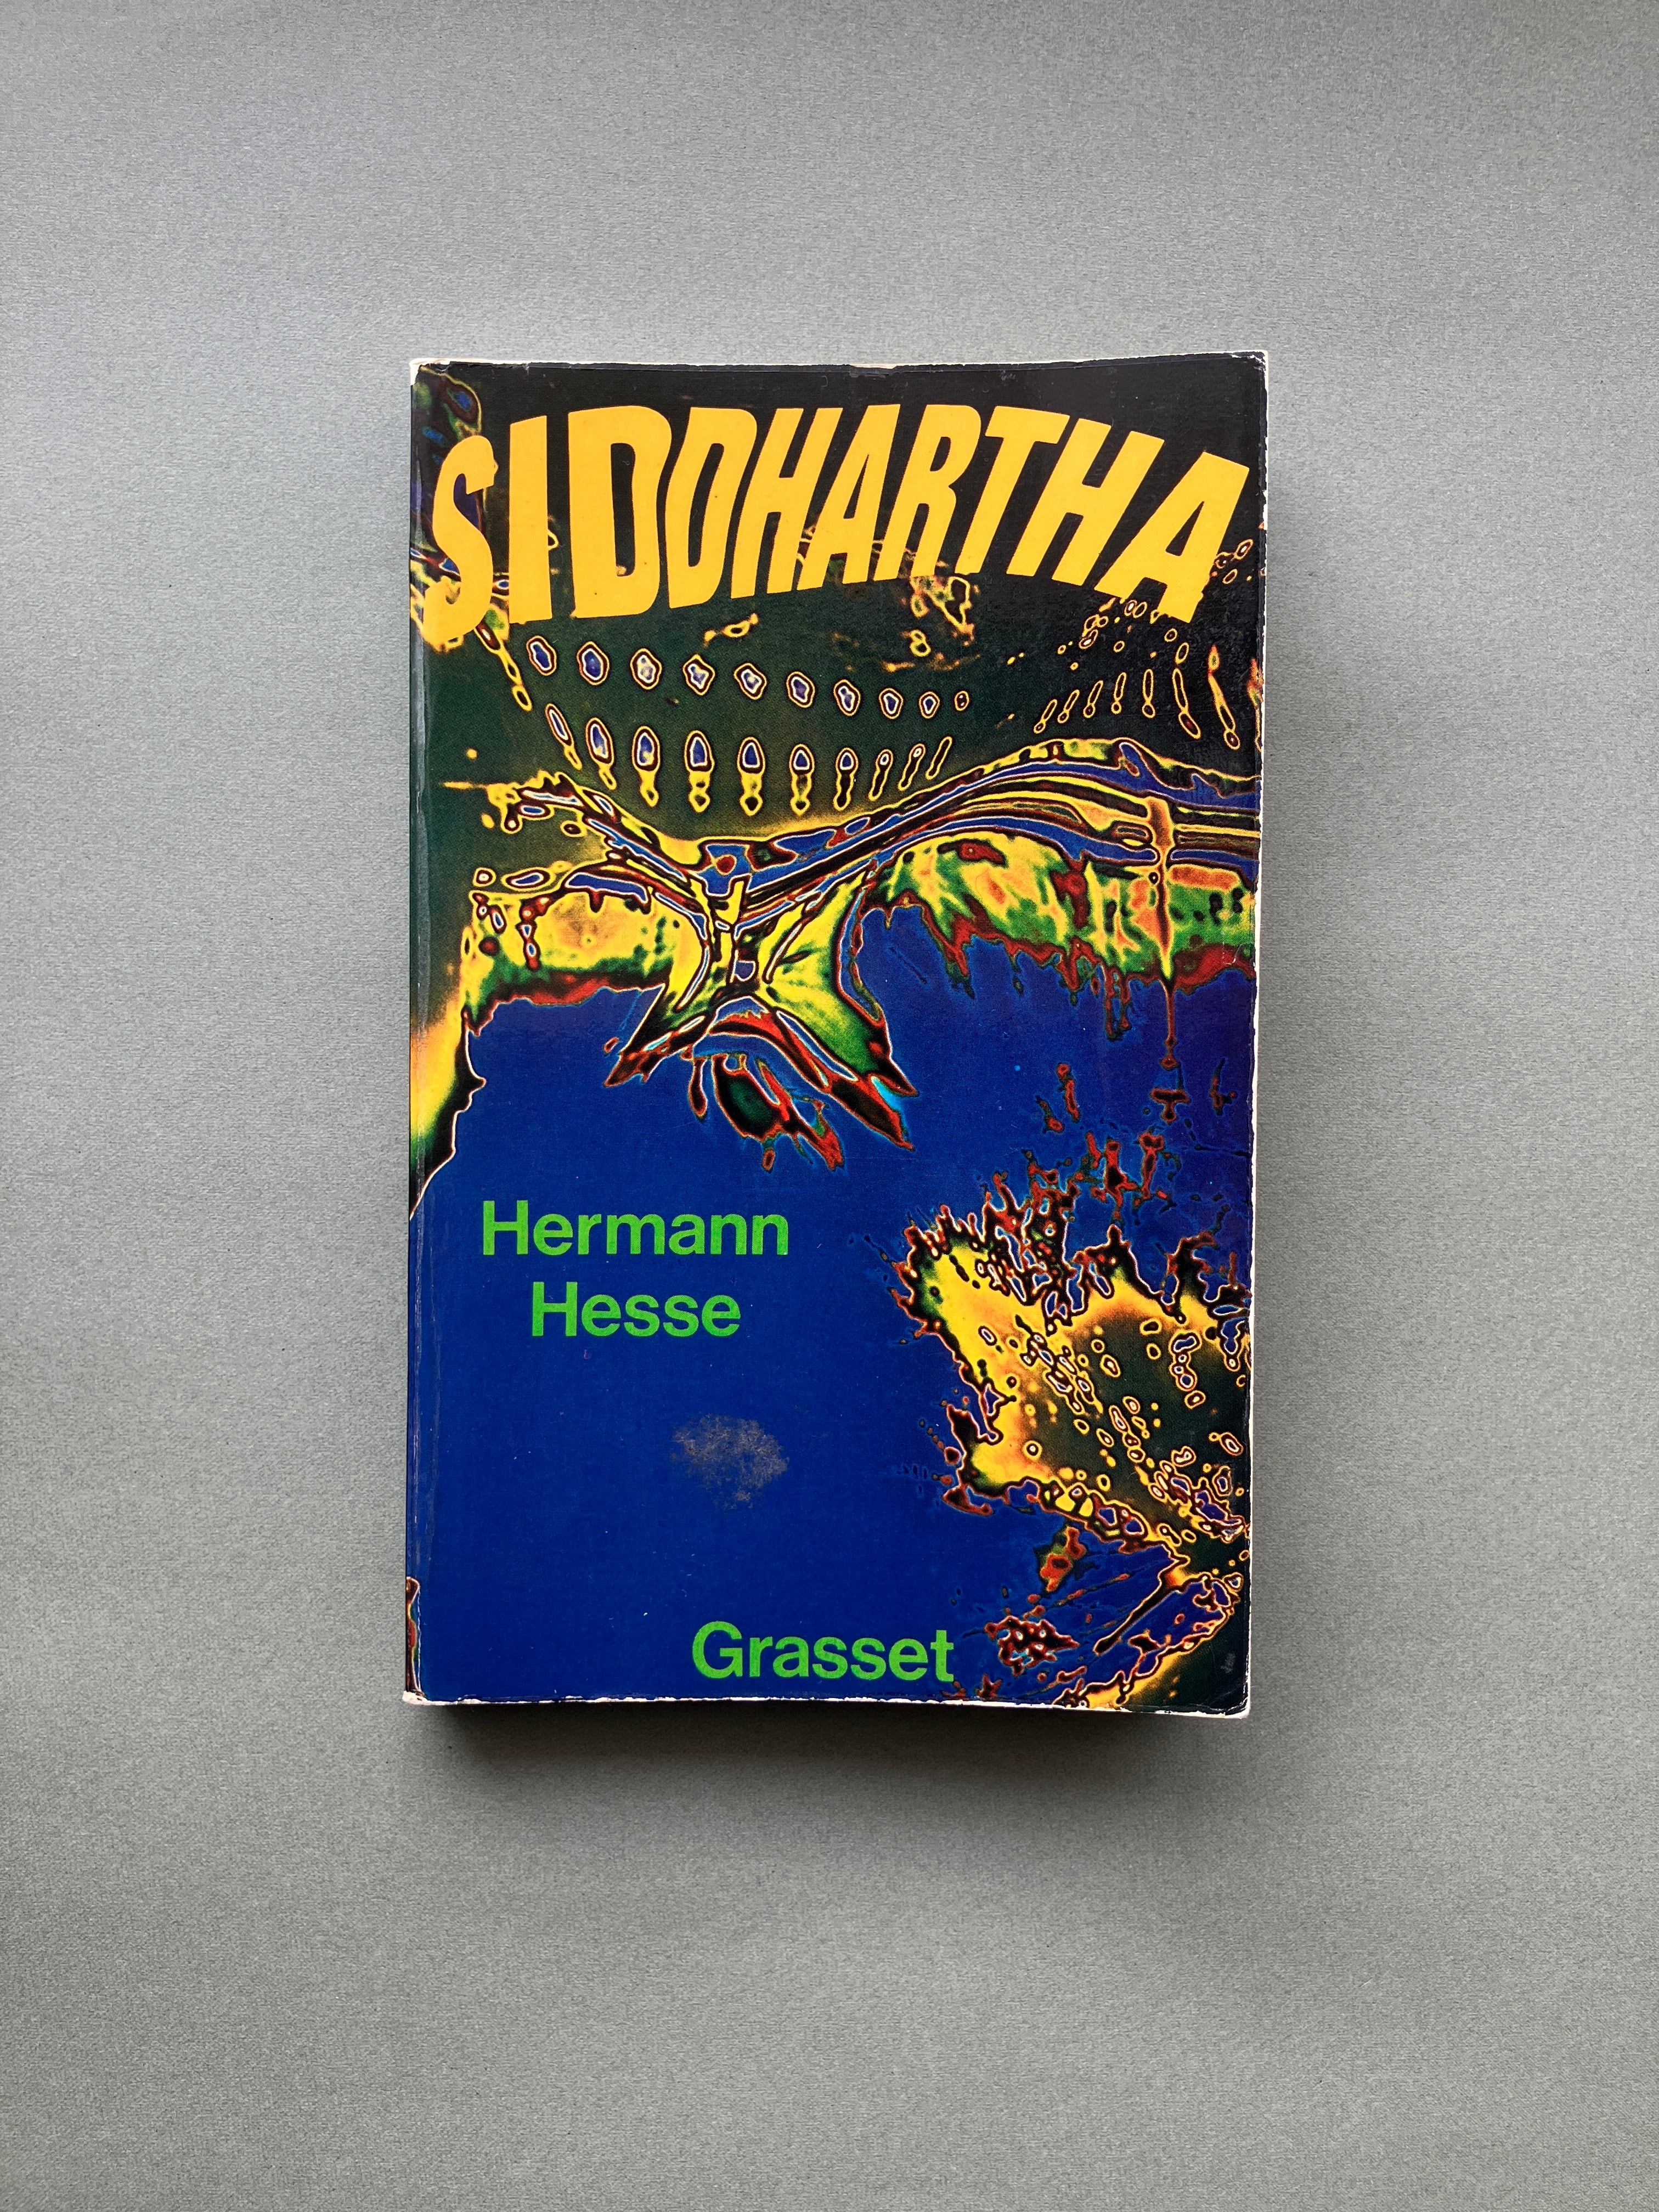 SIDDHARTHA
Hermann
Hesse
Grasset